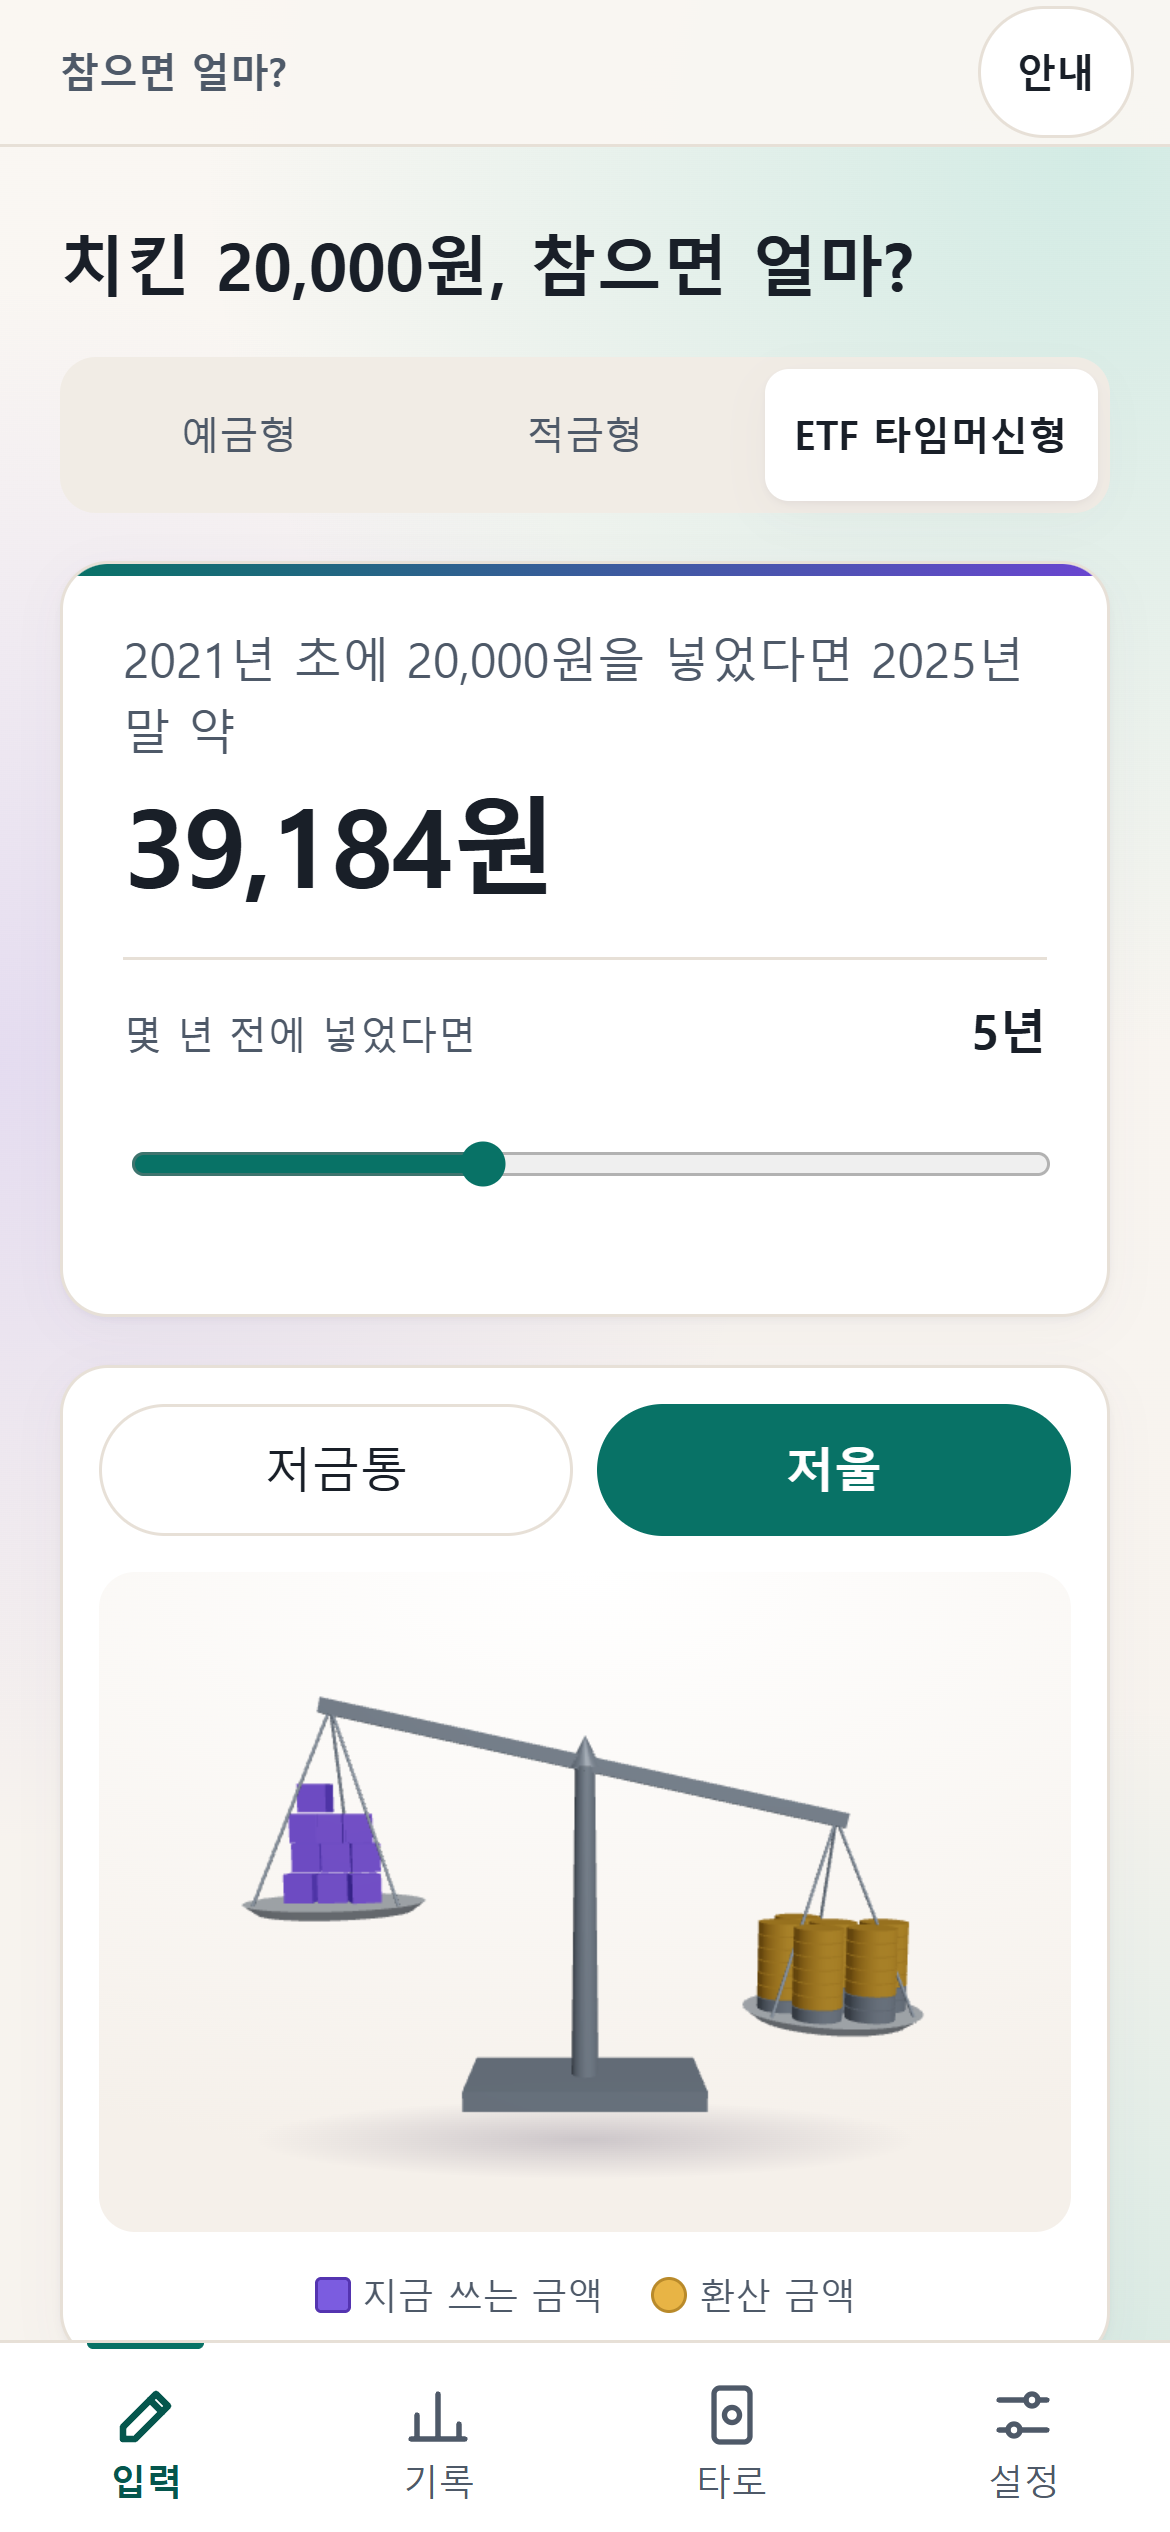 참으면 얼마?
안내
치킨 20,000원, 참으면 얼마?
예금형
적금형
ETF 타임머신형
2021년 초에 20,000원을 넣었다면 2025년
말 약
39,184원
몇 년 전에 넣었다면
5년
저금통
저울
지금 쓰는 금액
환산 금액
입력
기록
타로
설정